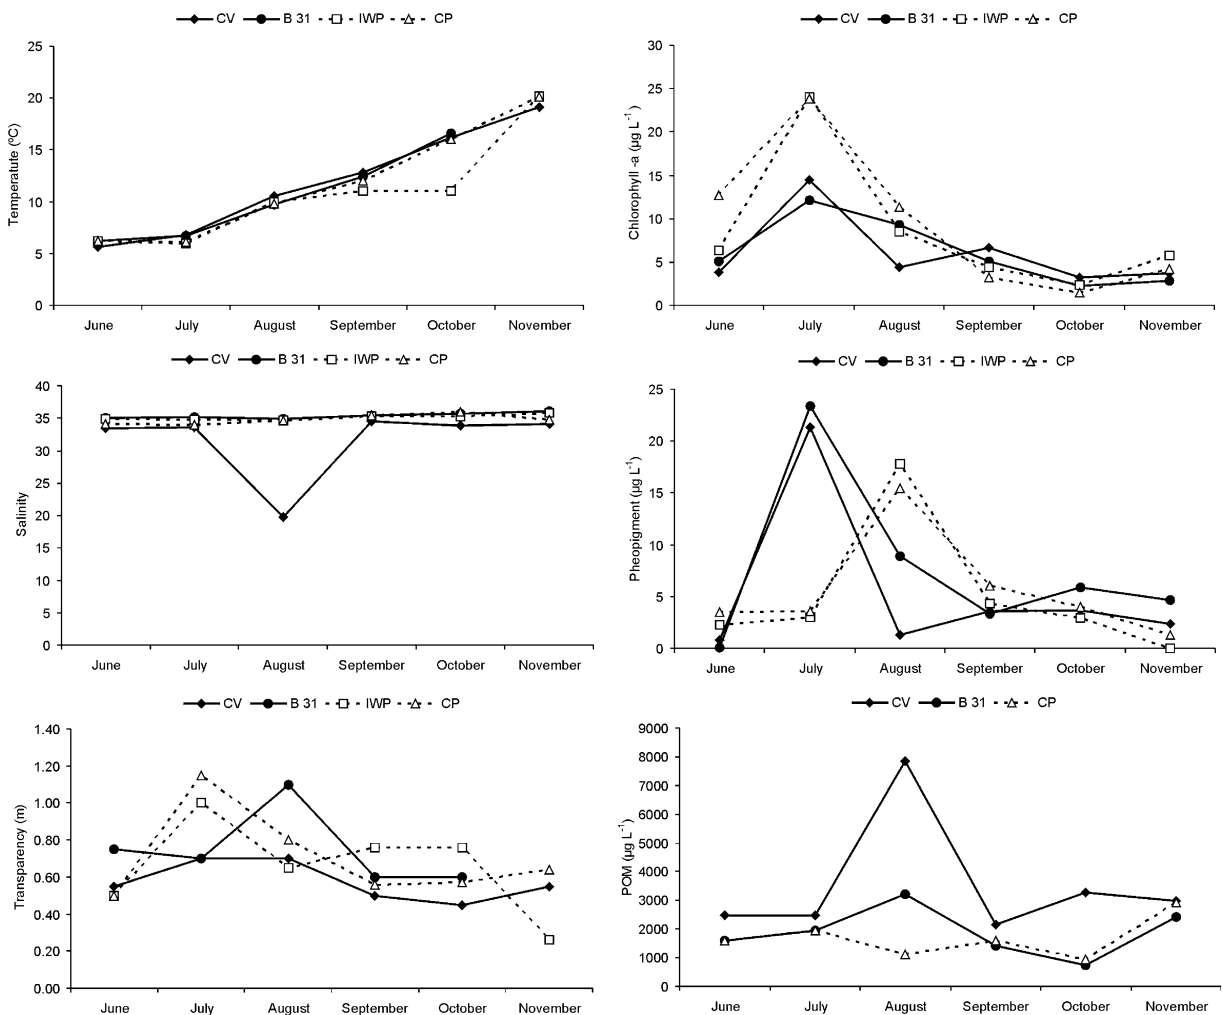 CV B 31 IWP CP
25
20
15
10
5
0
Temperatute (ºC)
June July August September October November
CV B 31 IWP CP
30
25
20
15
10
5
0
Chlorophyll -a (µg L-1)
June July August September October November
CV B 31 IWP CP
40
35
30
25
20
15
10
5
0
Salinity
June July August September October November
CV B 31 IWP CP
25
20
15
10
5
0
Pheopigment (µg L-1)
June July August September October November
CV B 31 IWP CP
1.40
1.20
1.00
0.80
0.60
0.40
0.20
0.00
Transparency (m)
June July August September October November
CV B 31 CP
9000
8000
7000
6000
5000
4000
3000
2000
1000
0
POM (µg L-1)
June July August September October November